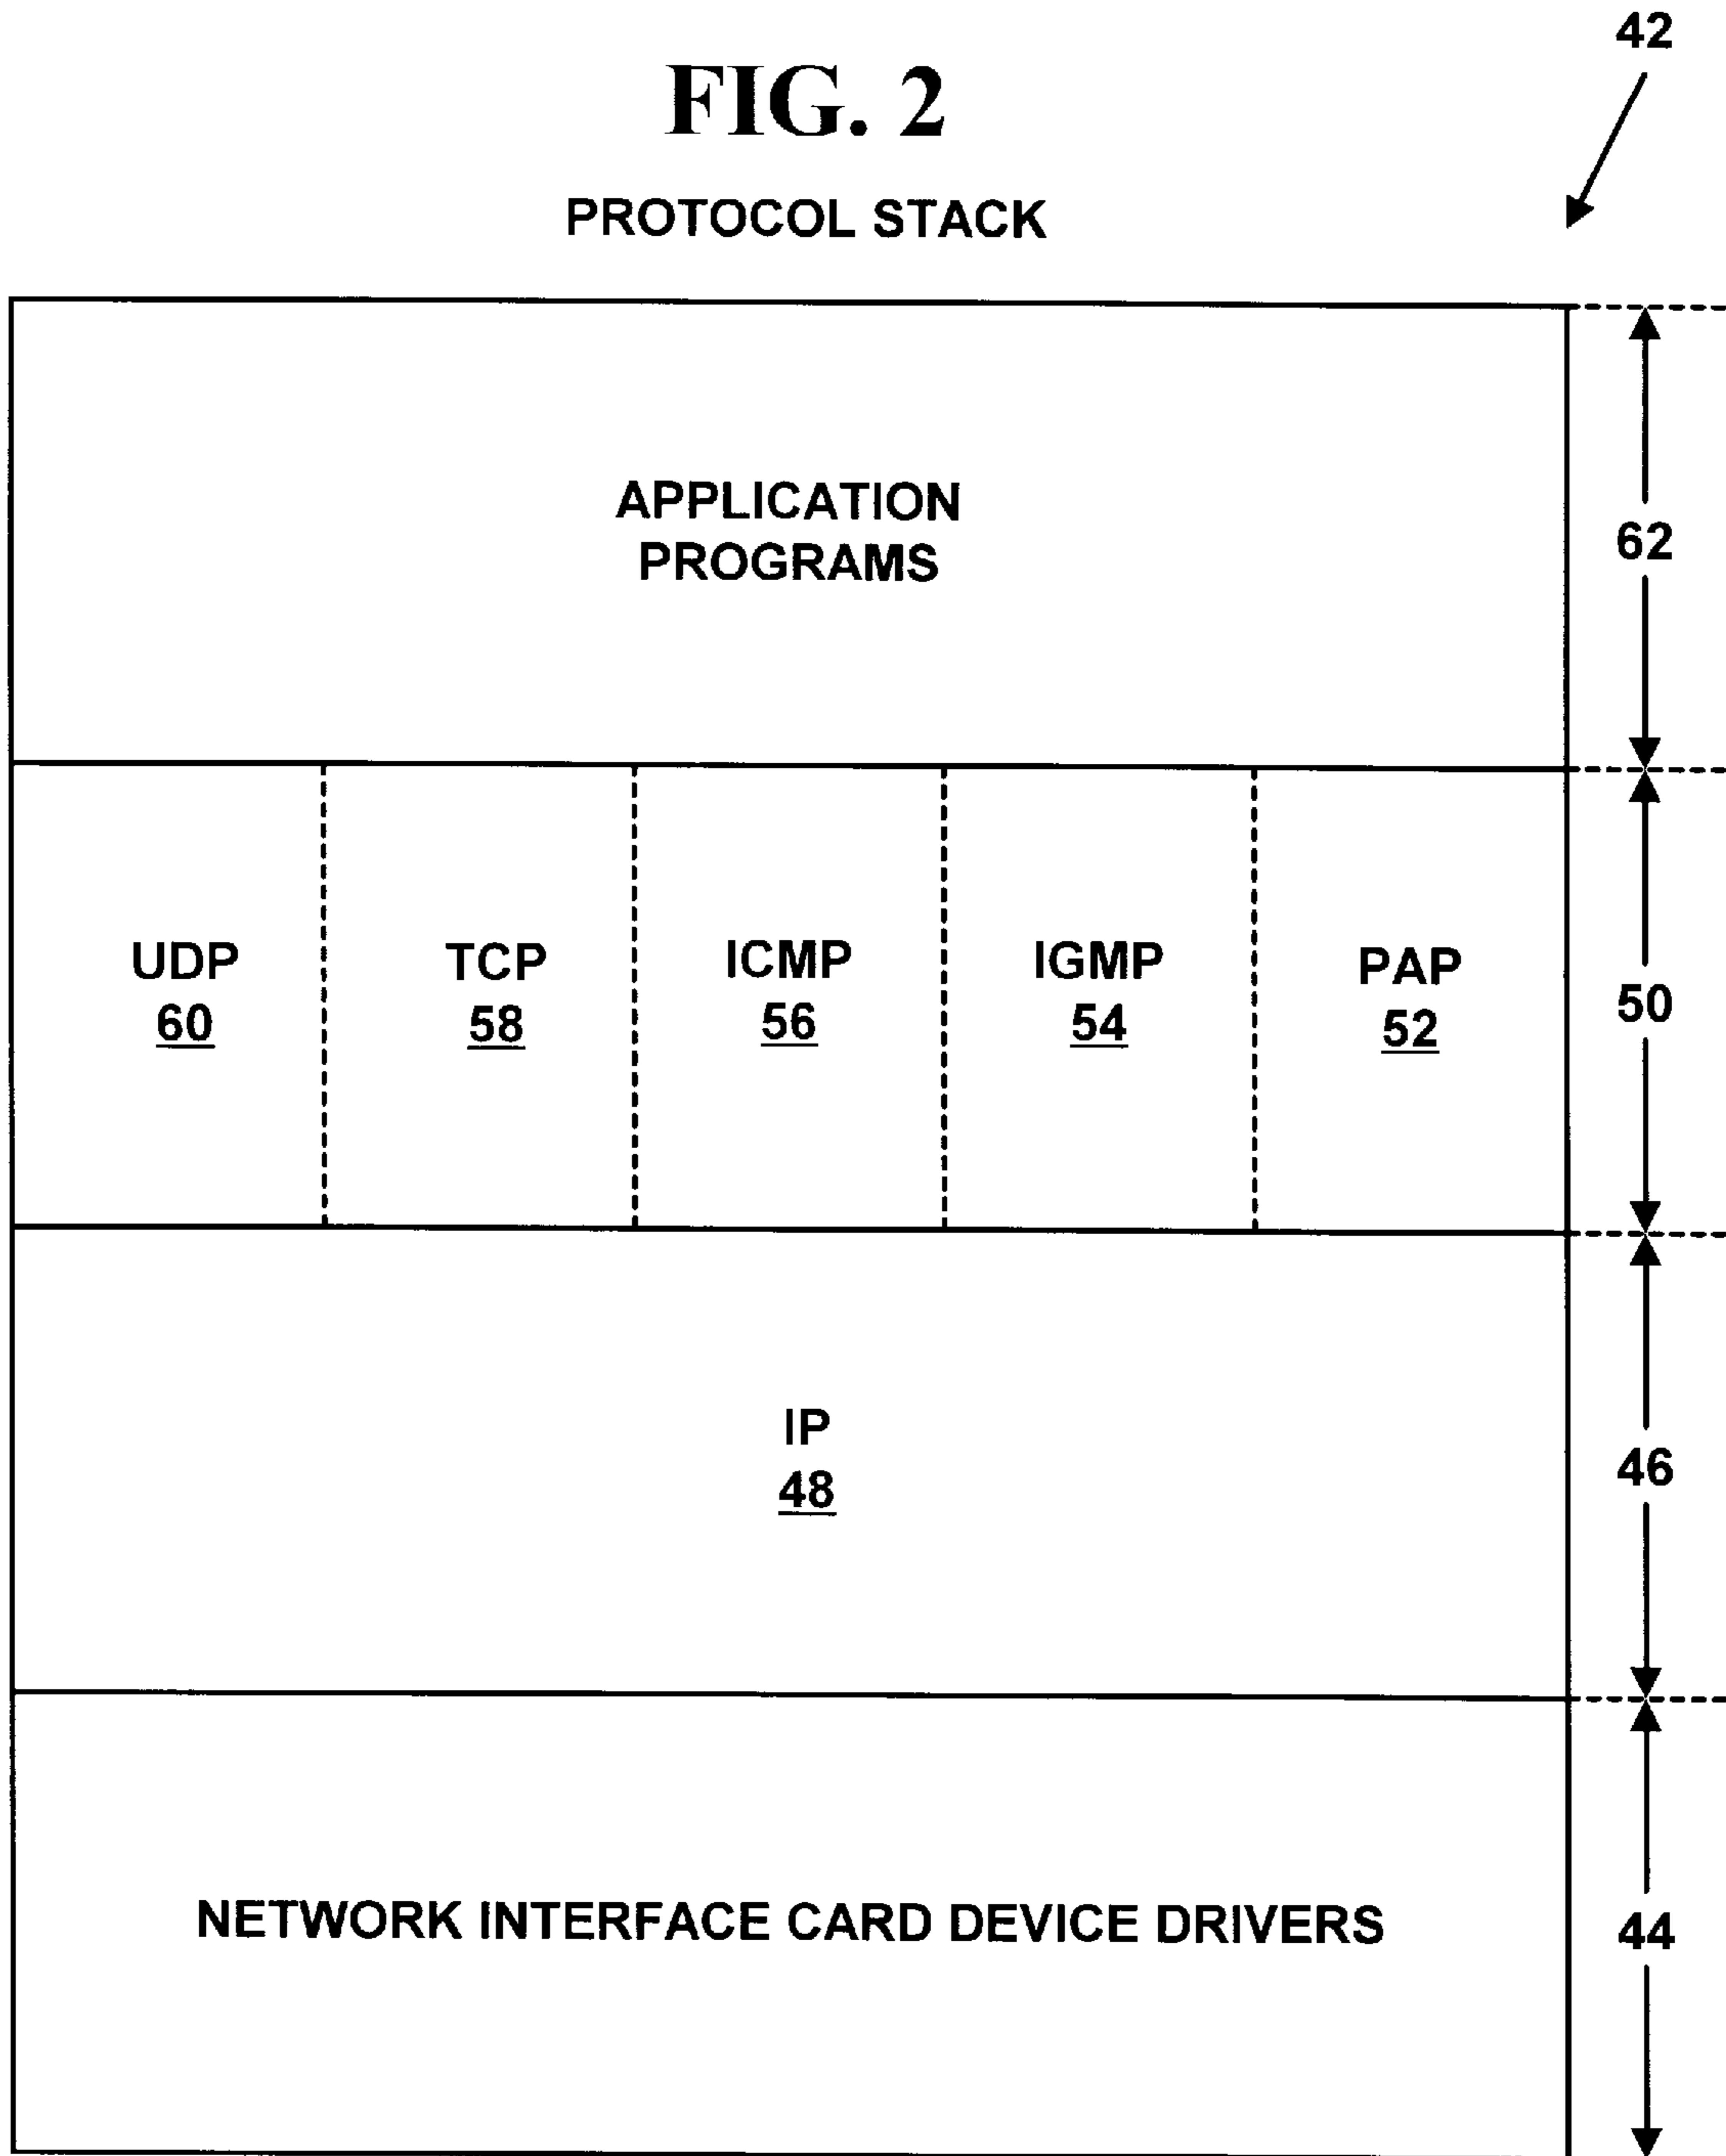 42
FIG. 2
PROTOCOL STACK
APPLICATION
PROGRAMS
62
UDP
60
TCP
58
ICMP
56
IGMP
54
PAP
52
50
IP
48
46
NETWORK INTERFACE CARD DEVICE DRIVERS
44